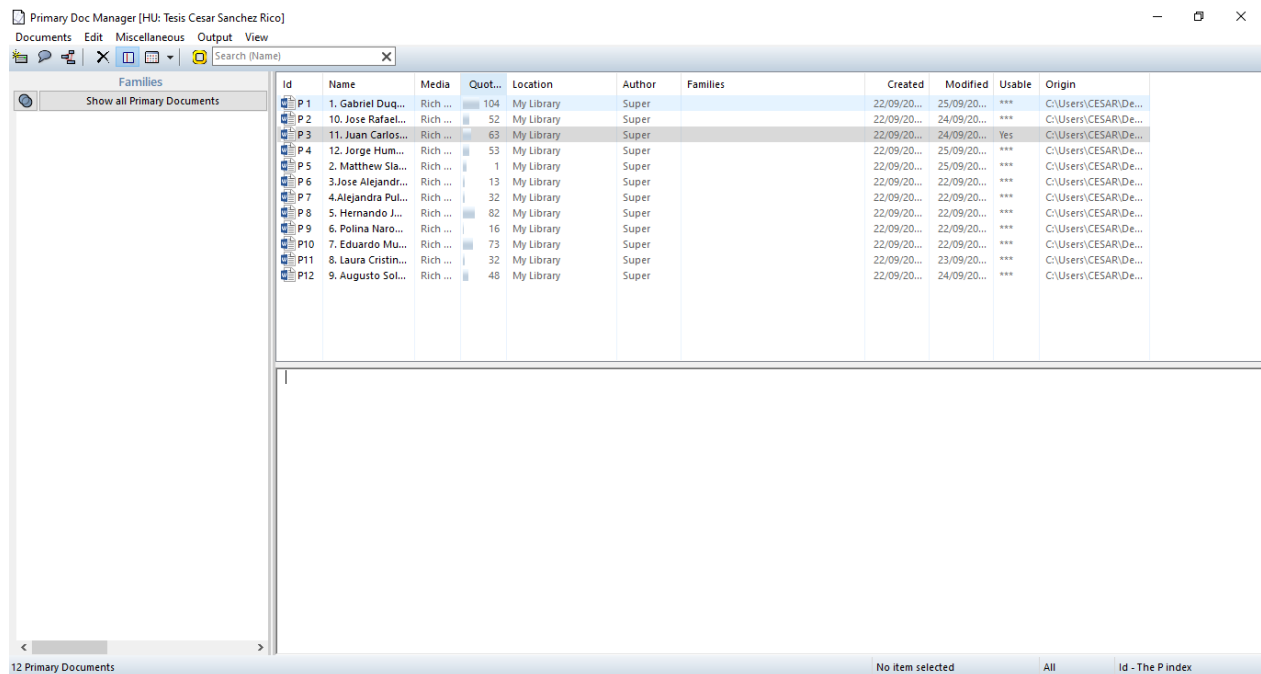 Primary Doc Manager [HU: Tesis Cesar Sanchez Rico]
Documents Edit Miscellaneous Output View
Search (Name)
Families
Show all Primary Documents
Id Name Media Quot... Location Author Families Created Modified Usable Origin
P 1 1. Gabriel Duq... Rich ... 104 My Library Super 22/09/20... 25/09/20... *** C:\Users\CESAR\De...
P 2 10. Jose Rafael... Rich ... 52 My Library Super 22/09/20... 24/09/20... *** C:\Users\CESAR\De...
P 3 11. Juan Carlos... Rich ... 63 My Library Super 22/09/20... 24/09/20... Yes C:\Users\CESAR\De...
P 4 12. Jorge Hum... Rich ... 53 My Library Super 22/09/20... 25/09/20... *** C:\Users\CESAR\De...
P 5 2. Matthew Sla... Rich ... 1 My Library Super 22/09/20... 25/09/20... *** C:\Users\CESAR\De...
P 6 3.Jose Alejandr... Rich ... 13 My Library Super 22/09/20... 22/09/20... *** C:\Users\CESAR\De...
P 7 4.Alejandra Pul... Rich ... 32 My Library Super 22/09/20... 22/09/20... *** C:\Users\CESAR\De...
P 8 5. Hernando J... Rich ... 82 My Library Super 22/09/20... 22/09/20... *** C:\Users\CESAR\De...
P 9 6. Polina Naro... Rich ... 16 My Library Super 22/09/20... 22/09/20... *** C:\Users\CESAR\De...
P10 7. Eduardo Mu... Rich ... 73 My Library Super 22/09/20... 22/09/20... *** C:\Users\CESAR\De...
P11 8. Laura Cristin... Rich ... 32 My Library Super 22/09/20... 23/09/20... *** C:\Users\CESAR\De...
P12 9. Augusto Sol... Rich ... 48 My Library Super 22/09/20... 24/09/20... *** C:\Users\CESAR\De...
12 Primary Documents No item selected All Id - The P index